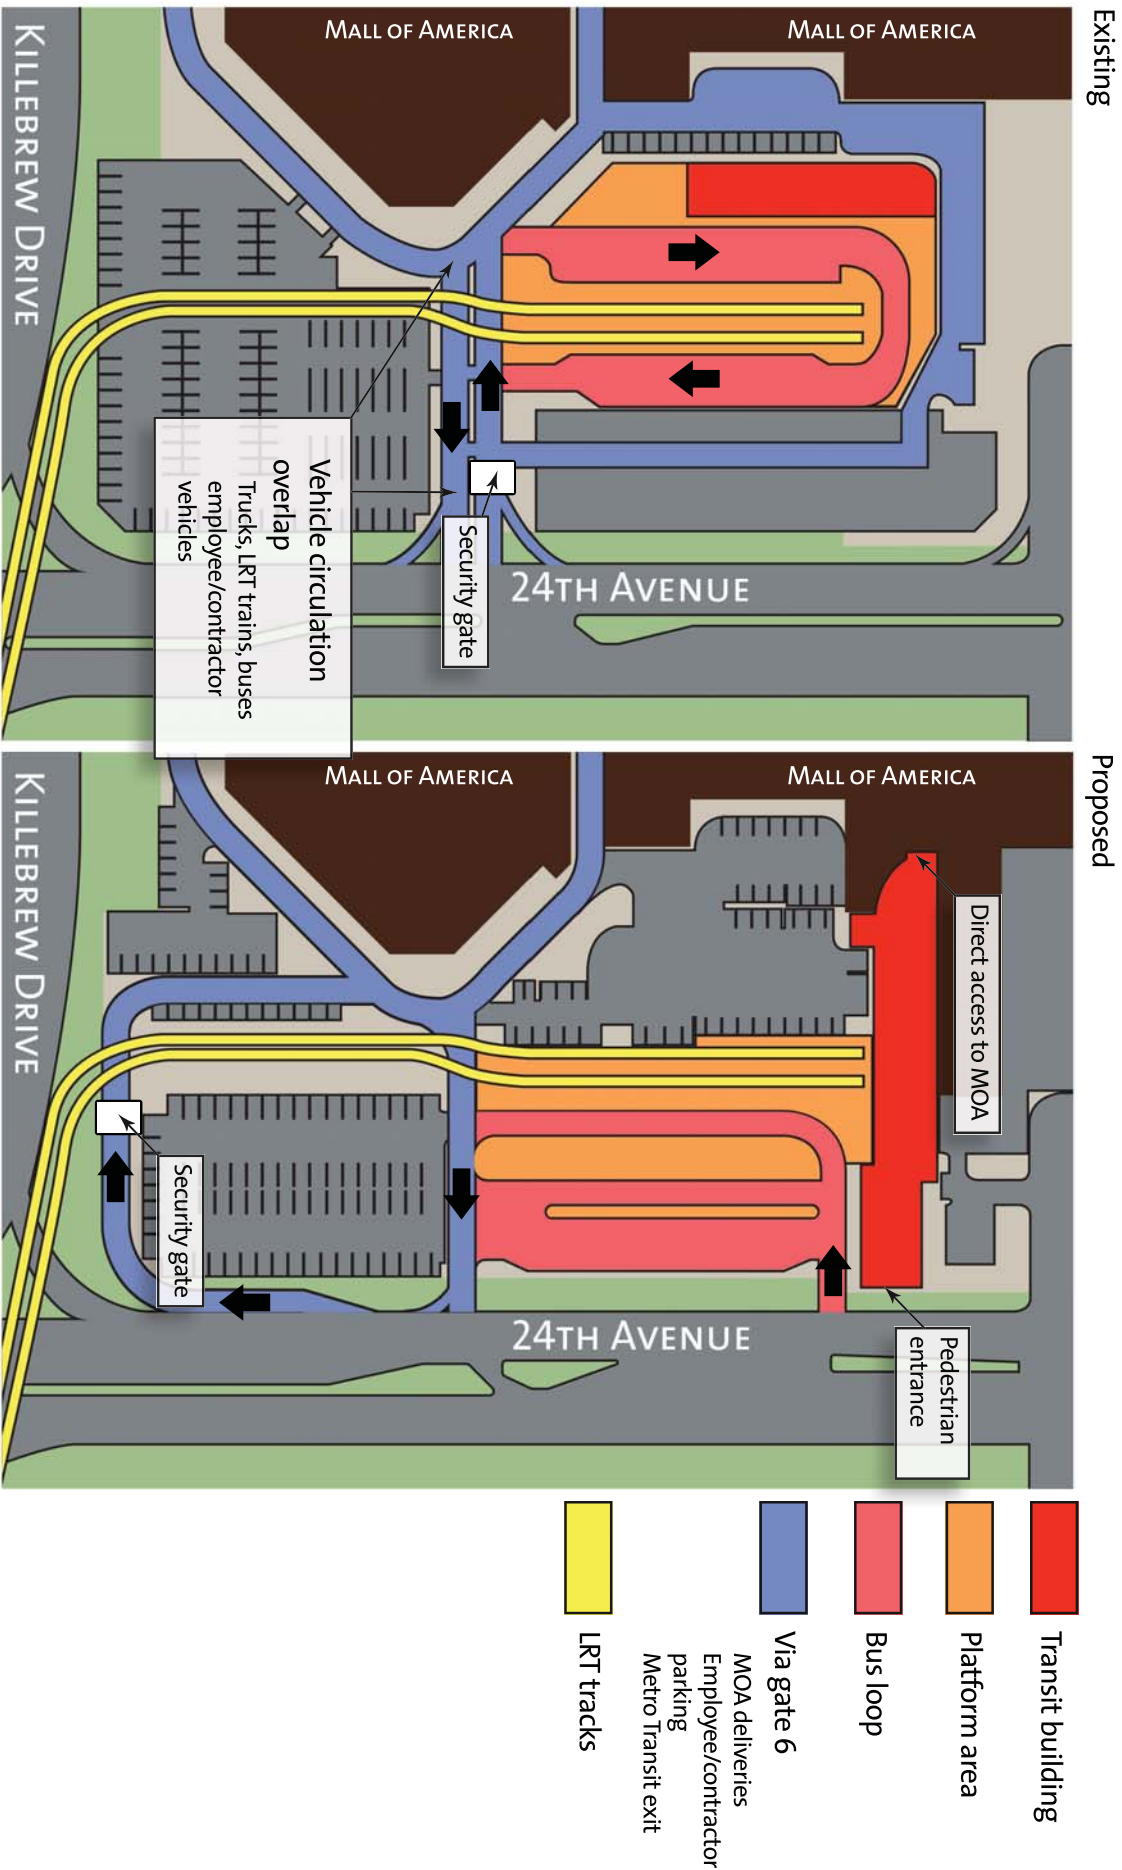 Existing
MALL OF AMERICA
MALL OF AMERICA
KILLEBREW DRIVE
24TH AVENUE
Security gate
Vehicle circulation
overlap
Trucks, LRT trains, buses
employee/contractor
vehicles
Proposed
MALL OF AMERICA
MALL OF AMERICA
KILLEBREW DRIVE
24TH AVENUE
Direct access to MOA
Security gate
Pedestrian
entrance
Transit building
Platform area
Bus loop
Via gate 6
MOA deliveries
Employee/contractor
parking
Metro Transit exit
LRT tracks